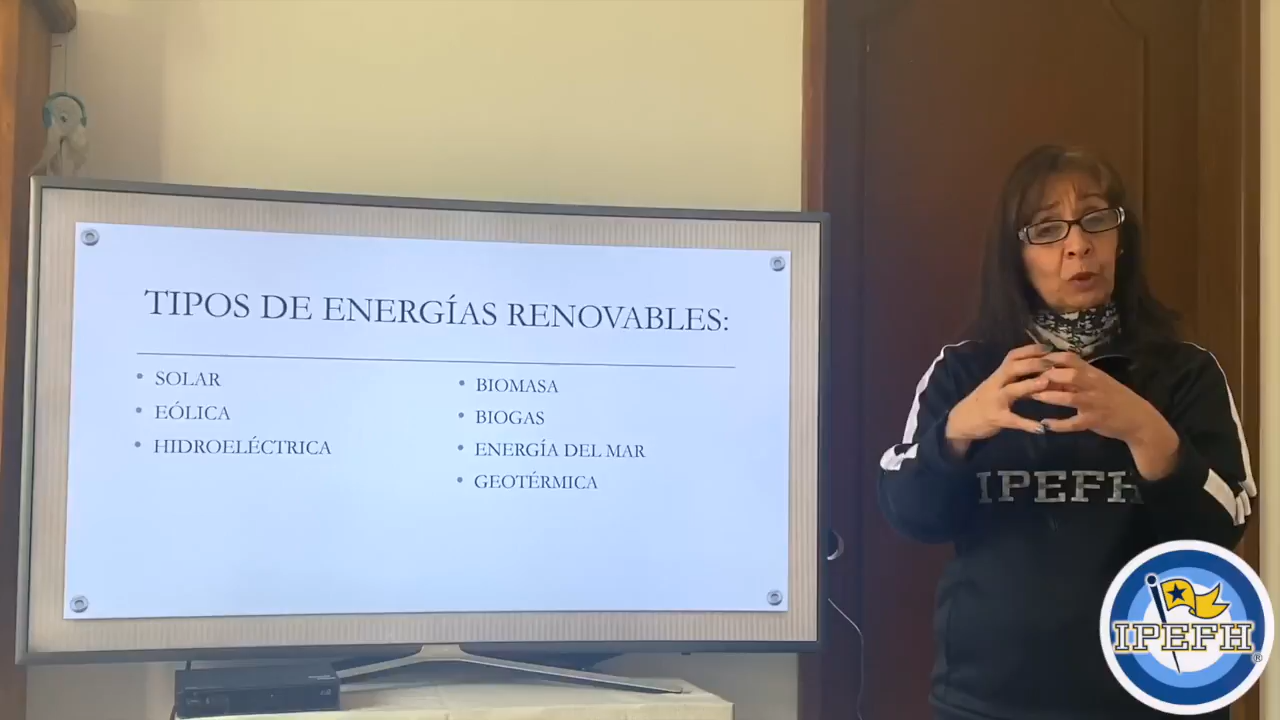 TIPOS DE ENERGÍAS RENOVABLES:
• SOLAR
• EÓLICA
• HIDROELÉCTRICA
• BIOMASA
• BIOGAS
• ENERGÍA DEL MAR
• GEOTÉRMICA
IPEFH
IPEFH®